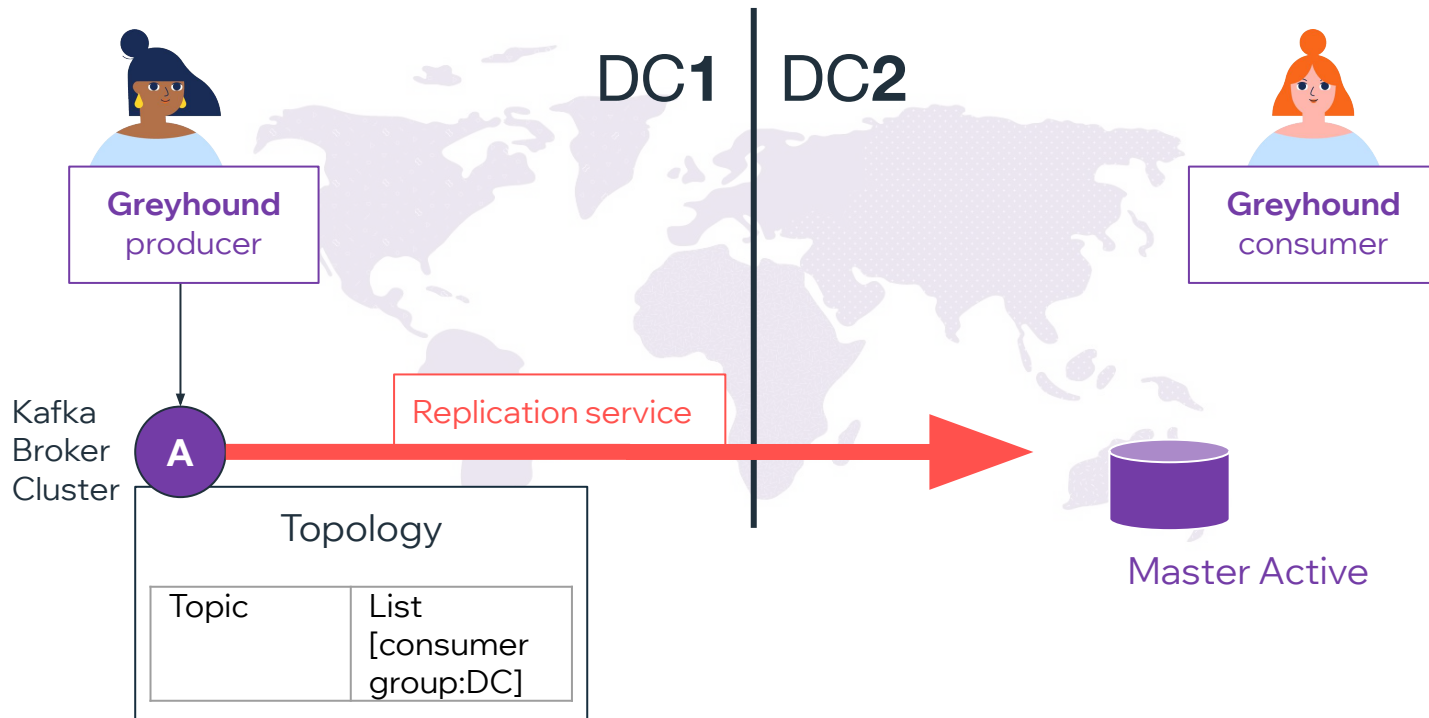 DC1
DC2
Greyhound
producer
Greyhound
consumer
Replication service
Kafka
Broker
Cluster
A
Topology
Topic
List
[consumer
group:DC]
Master Active